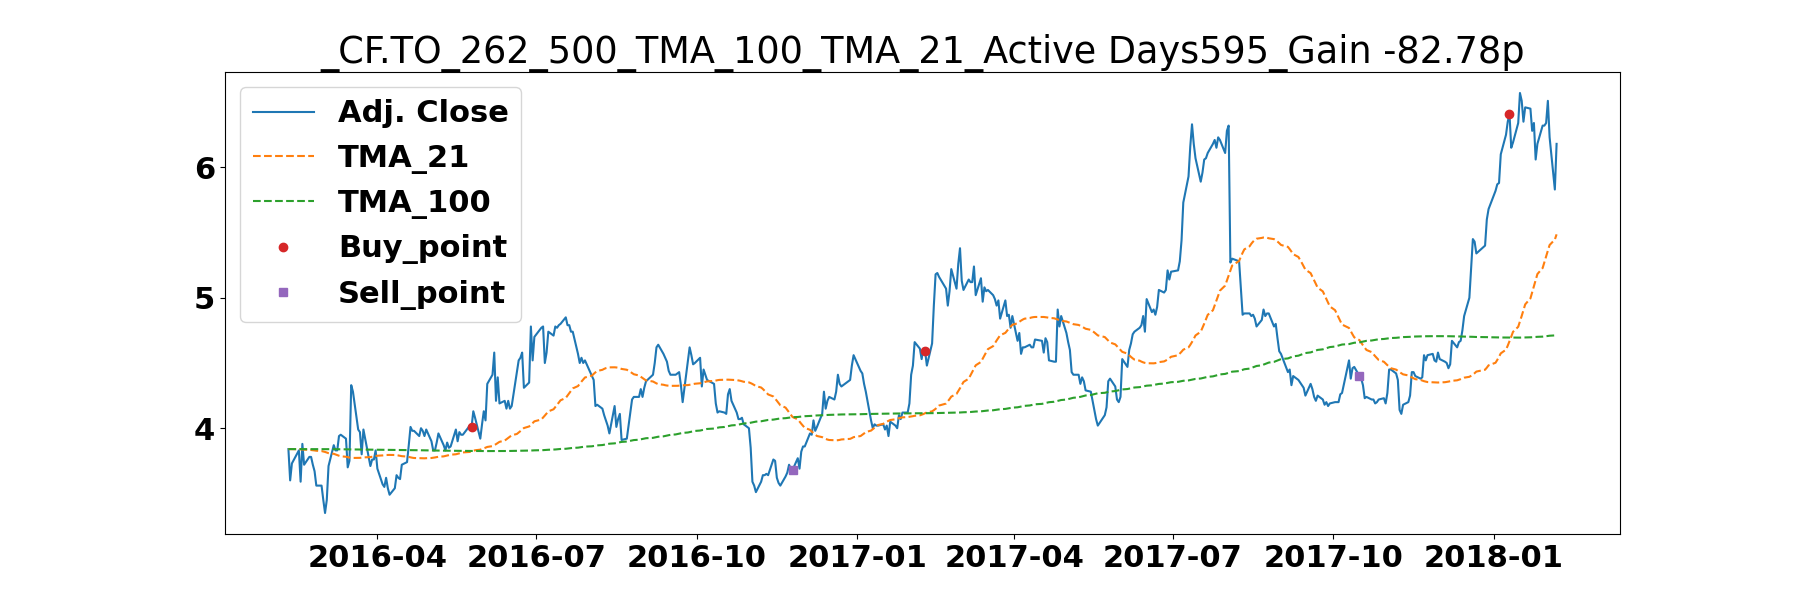 _CF.TO_262_500_TMA_100_TMA_21_Active Days595_Gain -82.78p
Adj. Close
TMA_21
TMA_100
Buy_point
Sell_point
6
5
4
2016-04
2016-07
2016-10
2017-01
2017-04
2017-07
2017-10
2018-01